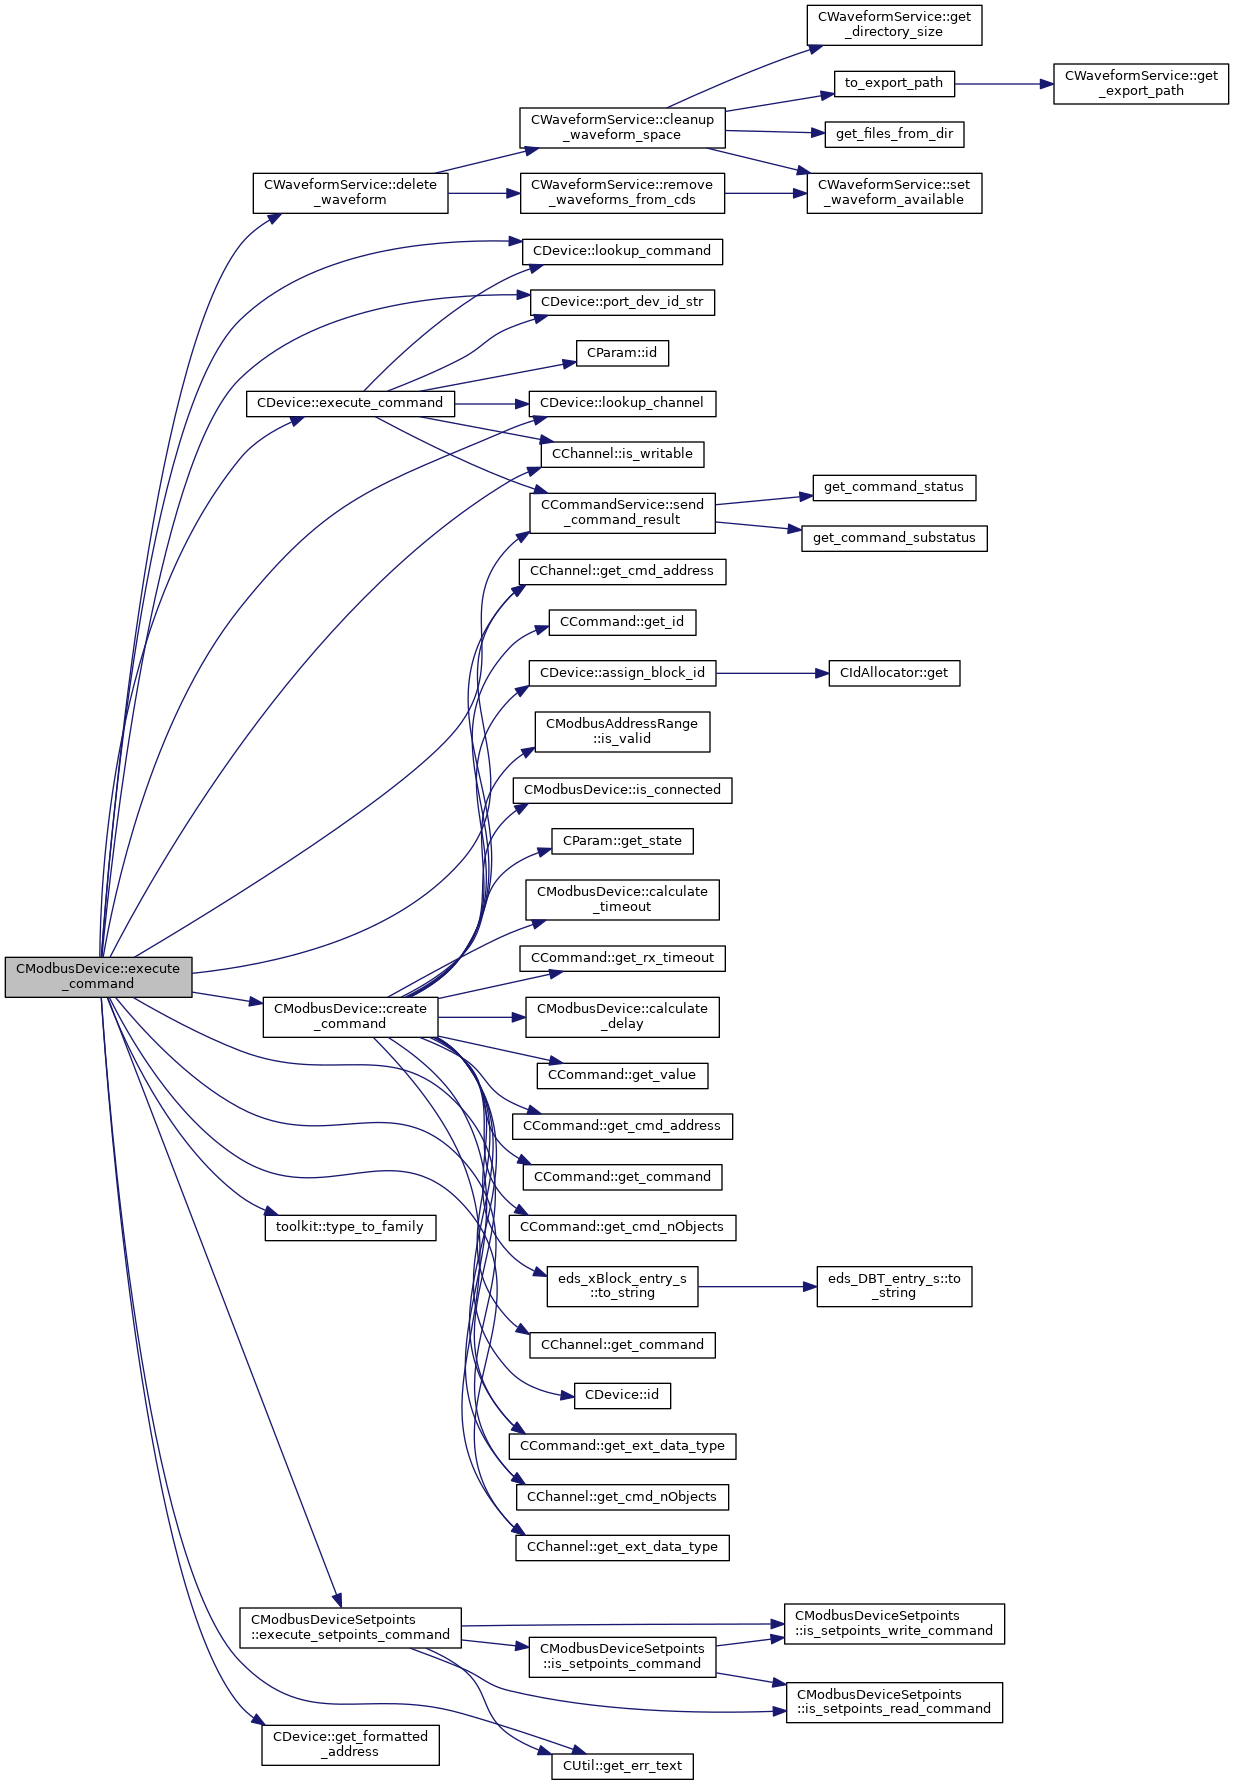 CWaveformService::get
_directory_size
to_export_path
CWaveformService::get
_export_path
CWaveformService::cleanup
_waveform_space
get_files_from_dir
CWaveformService::delete
_waveform
CWaveformService::remove
_waveforms_from_cds
CWaveformService::set
_waveform_available
CDevice::lookup_command
CDevice::port_dev_id_str
CParam::id
CDevice::execute_command
CDevice::lookup_channel
CChannel::is_writable
CCommandService::send
_command_result
get_command_status
get_command_substatus
CChannel::get_cmd_address
CCommand::get_id
CDevice::assign_block_id
CIdAllocator::get
CModbusAddressRange
::is_valid
CModbusDevice::is_connected
CParam::get_state
CModbusDevice::calculate
_timeout
CCommand::get_rx_timeout
CModbusDevice::execute
_command
CModbusDevice::create
_command
CModbusDevice::calculate
_delay
CCommand::get_value
CCommand::get_cmd_address
CCommand::get_command
toolkit::type_to_family
CCommand::get_cmd_nObjects
eds_xBlock_entry_s
::to_string
eds_DBT_entry_s::to
_string
CChannel::get_command
CDevice::id
CCommand::get_ext_data_type
CChannel::get_cmd_nObjects
CChannel::get_ext_data_type
CModbusDeviceSetpoints
::execute_setpoints_command
CModbusDeviceSetpoints
::is_setpoints_write_command
CModbusDeviceSetpoints
::is_setpoints_command
CModbusDeviceSetpoints
::is_setpoints_read_command
CDevice::get_formatted
_address
CUtil::get_err_text